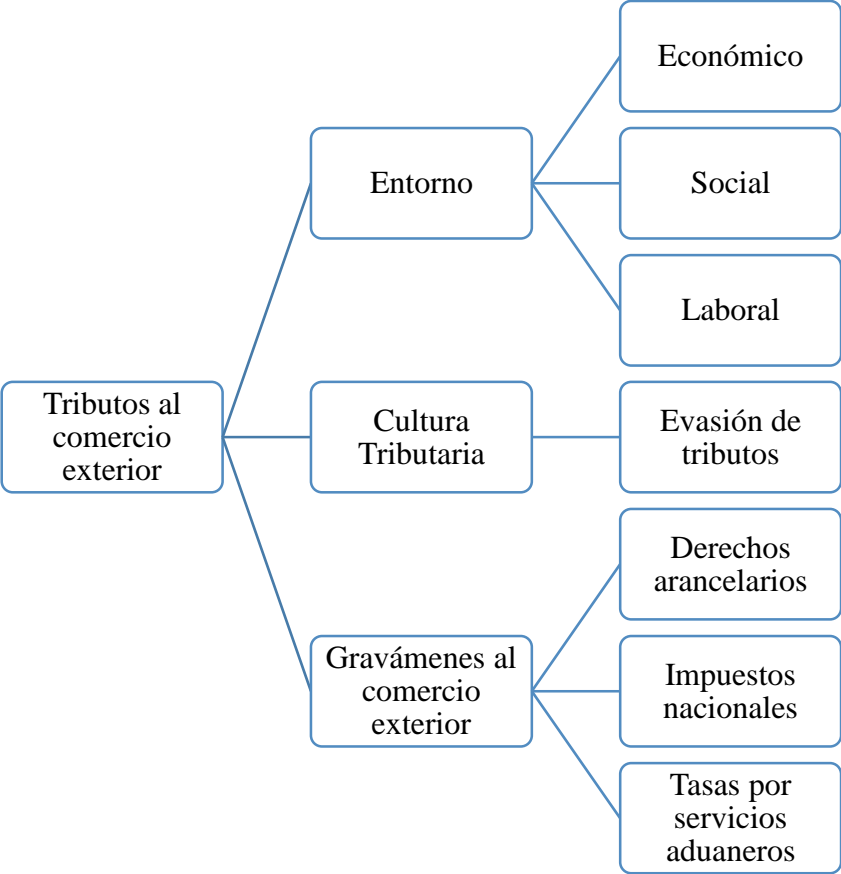 Económico
Entorno
Social
Laboral
Tributos al
comercio
exterior
Cultura
Tributaria
Evasión de
tributos
Derechos
arancelarios
Gravámenes al
comercio
exterior
Impuestos
nacionales
Tasas por
servicios
aduaneros